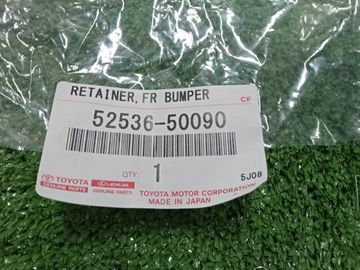 RETAINER, FR BUMPER
CF
52536-50090
TOYOTA
GENUINE PARTS
LEXUS
GENUINE PARTS
QTY:
1
5J08
TOYOTA MOTOR CORPORATION
MADE IN JAPAN